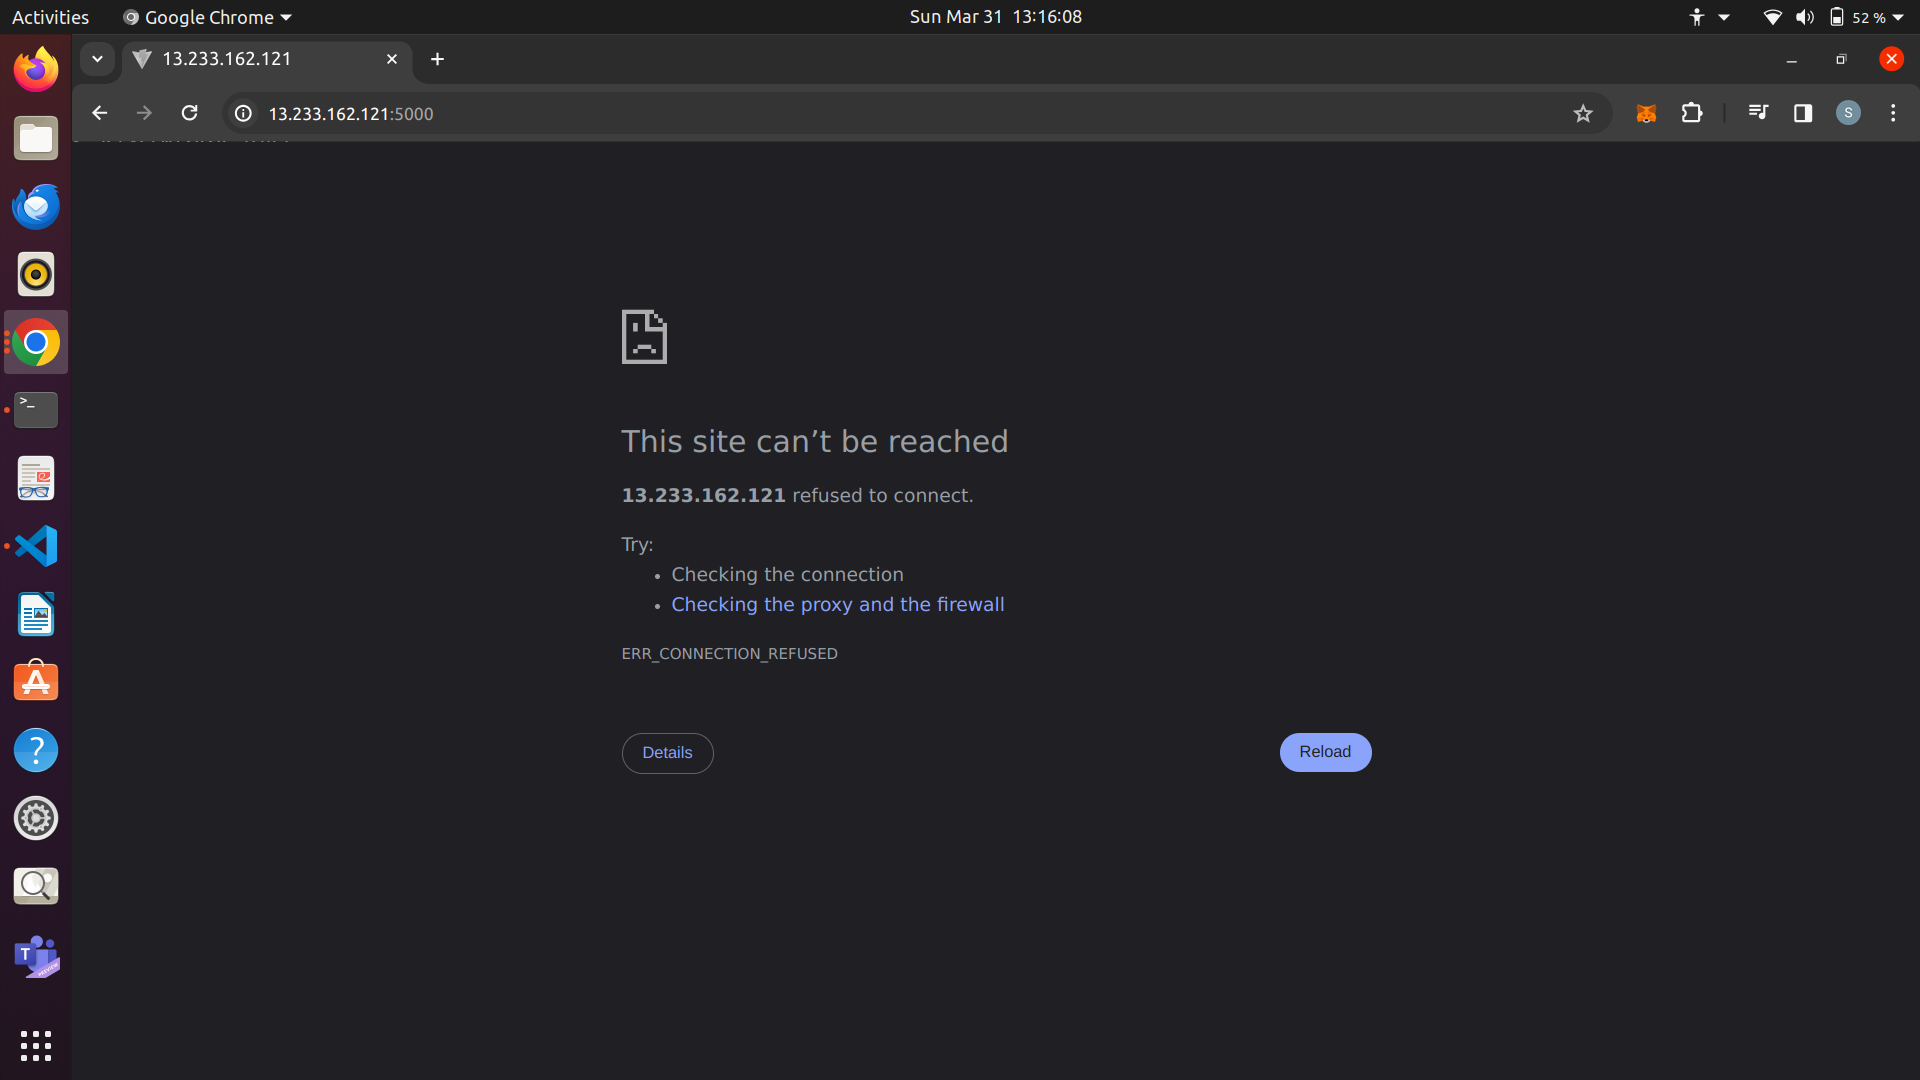 Activities
Google Chrome
Sun Mar 31 13:16:08
52 %
13.233.162.121
13.233.162.121:5000
S
>_
This site can’t be reached
13.233.162.121 refused to connect.
Try:
• Checking the connection
• Checking the proxy and the firewall
ERR_CONNECTION_REFUSED
Details
Reload
?
T
PREVIEW